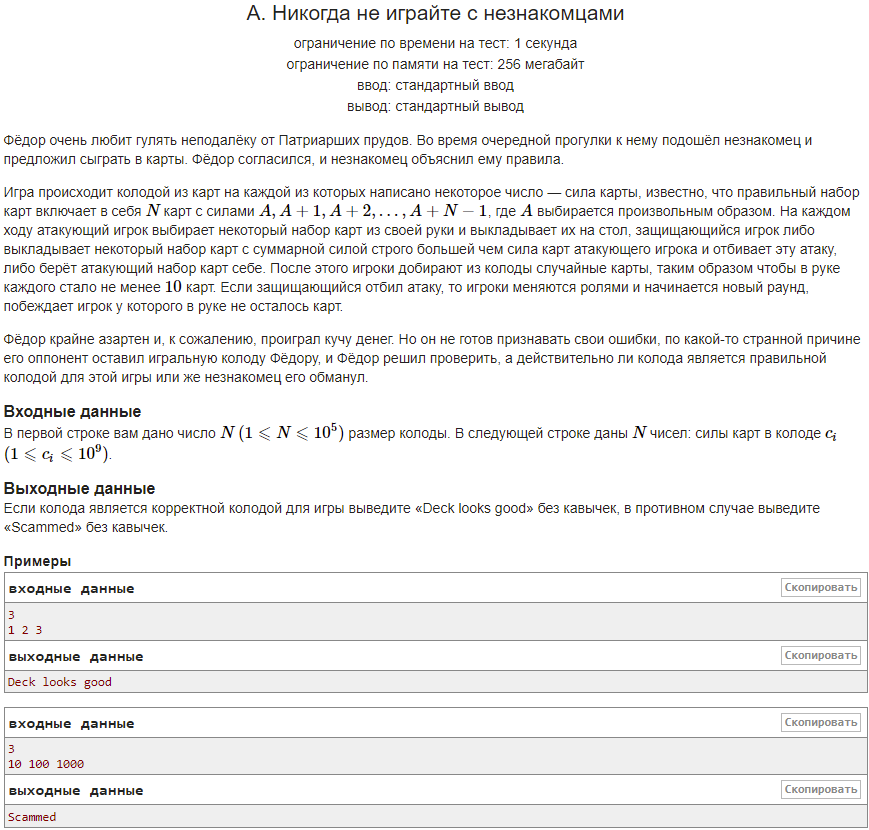 А. Никогда не играйте с незнакомцами
ограничение по времени на тест: 1 секунда
ограничение по памяти на тест: 256 мегабайт
ввод: стандартный ввод
вывод: стандартный вывод
Фёдор очень любит гулять неподалёку от Патриарших прудов. Во время очередной прогулки к нему подошёл незнакомец и
предложил сыграть в карты. Фёдор согласился, и незнакомец объяснил ему правила.
Игра происходит колодой из карт на каждой из которых написано некоторое число — сила карты, известно, что правильный набор
карт включает в себя N карт с силами A, A + 1, A + 2, . . . , A + N − 1, где A выбирается произвольным образом. На каждом
ходу атакующий игрок выбирает некоторый набор карт из своей руки и выкладывает их на стол, защищающийся игрок либо
выкладывает некоторый набор карт с суммарной силой строго большей чем сила карт атакующего игрока и отбивает эту атаку,
либо берёт атакующий набор карт себе. После этого игроки добирают из колоды случайные карты, таким образом чтобы в руке
каждого стало не менее 10 карт. Если защищающийся отбил атаку, то игроки меняются ролями и начинается новый раунд,
побеждает игрок у которого в руке не осталось карт.
Фёдор крайне азартен и, к сожалению, проиграл кучу денег. Но он не готов признавать свои ошибки, по какой-то странной причине
его оппонент оставил игральную колоду Фёдору, и Фёдор решил проверить, а действительно ли колода является правильной
колодой для этой игры или же незнакомец его обманул.
Входные данные
В первой строке вам дано число N (1 ⩽ N ⩽ 10⁵) размер колоды. В следующей строке даны N чисел: силы карт в колоде cᵢ
(1 ⩽ cᵢ ⩽ 10⁹).
Выходные данные
Если колода является корректной колодой для игры выведите «Deck looks good» без кавычек, в противном случае выведите
«Scammed» без кавычек.
Примеры
входные данные Скопировать
3
1 2 3
выходные данные Скопировать
Deck looks good
входные данные Скопировать
3
10 100 1000
выходные данные Скопировать
Scammed